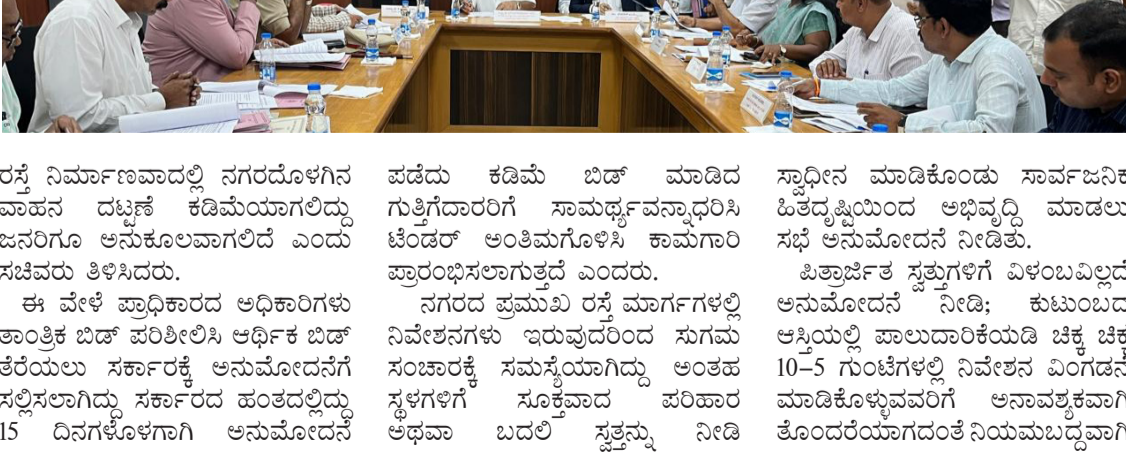 ರಸ್ತೆ ನಿರ್ಮಾಣವಾದಲ್ಲಿ ನಗರದೊಳಗಿನ
ವಾಹನ ದಟ್ಟಣೆ ಕಡಿಮೆಯಾಗಲಿದ್ದು
ಜನರಿಗೂ ಅನುಕೂಲವಾಗಲಿದೆ ಎಂದು
ಸಚಿವರು ತಿಳಿಸಿದರು.
ಈ ವೇಳೆ ಪ್ರಾಧಿಕಾರದ ಅಧಿಕಾರಿಗಳು
ತಾಂತ್ರಿಕ ಬಿಡ್ ಪರಿಶೀಲಿಸಿ ಆರ್ಥಿಕ ಬಿಡ್
ತೆರೆಯಲು ಸರ್ಕಾರಕ್ಕೆ ಅನುಮೋದನೆಗೆ
ಸಲ್ಲಿಸಲಾಗಿದ್ದು ಸರ್ಕಾರದ ಹಂತದಲ್ಲಿದ್ದು
15 ದಿನಗಳೊಳಗಾಗಿ ಅನುಮೋದನೆ
ಪಡೆದು ಕಡಿಮೆ ಬಿಡ್ ಮಾಡಿದ
ಗುತ್ತಿಗೆದಾರರಿಗೆ ಸಾಮರ್ಥ್ಯವನ್ನಾಧರಿಸಿ
ಟೆಂಡರ್ ಅಂತಿಮಗೊಳಿಸಿ ಕಾಮಗಾರಿ
ಪ್ರಾರಂಭಿಸಲಾಗುತ್ತದೆ ಎಂದರು.
ನಗರದ ಪ್ರಮುಖ ರಸ್ತೆ ಮಾರ್ಗಗಳಲ್ಲಿ
ನಿವೇಶನಗಳು ಇರುವುದರಿಂದ ಸುಗಮ
ಸಂಚಾರಕ್ಕೆ ಸಮಸ್ಯೆಯಾಗಿದ್ದು ಅಂತಹ
ಸ್ಥಳಗಳಿಗೆ ಸೂಕ್ತವಾದ ಪರಿಹಾರ
ಅಥವಾ ಬದಲಿ ಸ್ವತ್ತನ್ನು ನೀಡಿ
ಸ್ವಾಧೀನ ಮಾಡಿಕೊಂಡು ಸಾರ್ವಜನಿಕ
ಹಿತದೃಷ್ಟಿಯಿಂದ ಅಭಿವೃದ್ದಿ ಮಾಡಲು
ಸಭೆ ಅನುಮೋದನೆ ನೀಡಿತು.
ಪಿತ್ರಾರ್ಜಿತ ಸ್ವತ್ತುಗಳಿಗೆ ವಿಳಂಬವಿಲ್ಲದೆ
ಅನುಮೋದನೆ ನೀಡಿ; ಕುಟುಂಬದ
ಆಸ್ತಿಯಲ್ಲಿ ಪಾಲುದಾರಿಕೆಯಡಿ ಚಿಕ್ಕ ಚಿಕ್ಕ
10–5 ಗುಂಟೆಗಳಲ್ಲಿ ನಿವೇಶನ ವಿಂಗಡನೆ
ಮಾಡಿಕೊಳ್ಳುವವರಿಗೆ ಅನಾವಶ್ಯಕವಾಗಿ
ತೊಂದರೆಯಾಗದಂತೆ ನಿಯಮಬದ್ದವಾಗಿ